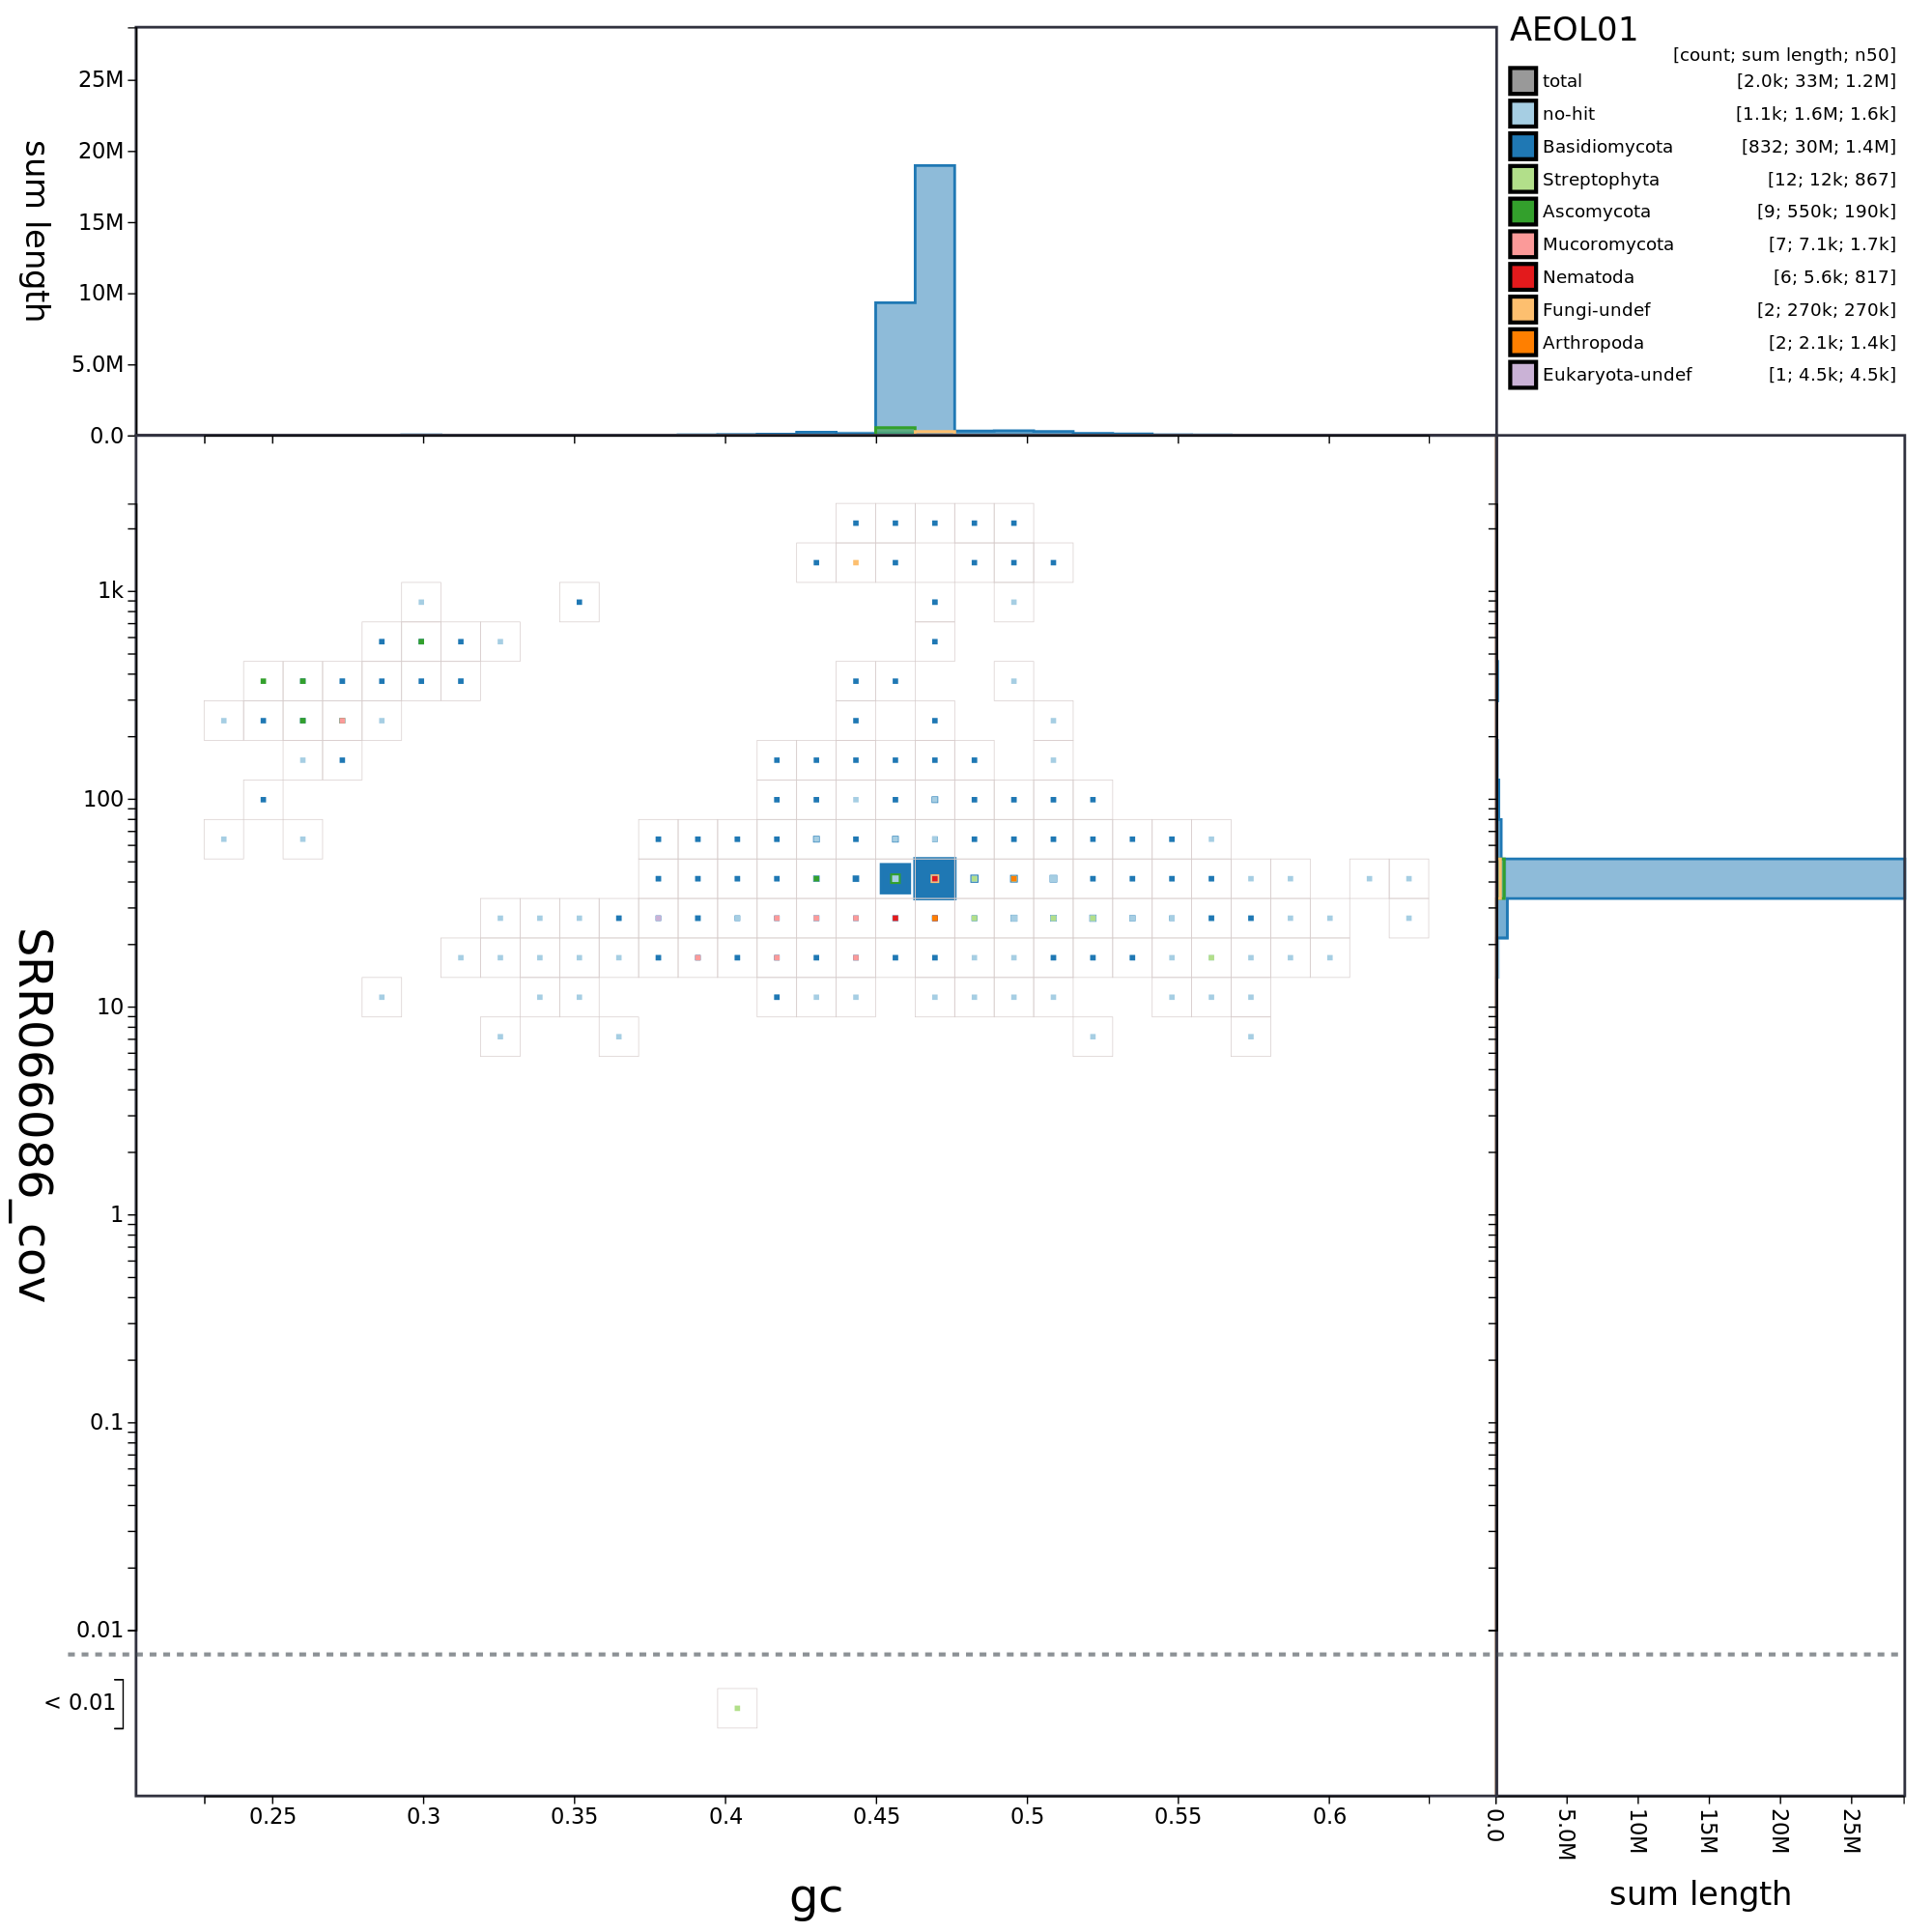 AEOL01
[count; sum length; n50]
total [2.0k; 33M; 1.2M]
no-hit [1.1k; 1.6M; 1.6k]
Basidiomycota [832; 30M; 1.4M]
Streptophyta [12; 12k; 867]
Ascomycota [9; 550k; 190k]
Mucoromycota [7; 7.1k; 1.7k]
Nematoda [6; 5.6k; 817]
Fungi-undef [2; 270k; 270k]
Arthropoda [2; 2.1k; 1.4k]
Eukaryota-undef [1; 4.5k; 4.5k]
sum length
25M
20M
15M
10M
5.0M
0.0
SRR066086_cov
1k
100
10
1
0.1
0.01
< 0.01
0.25 0.3 0.35 0.4 0.45 0.5 0.55 0.6
gc
0.0 5.0M 10M 15M 20M 25M
sum length